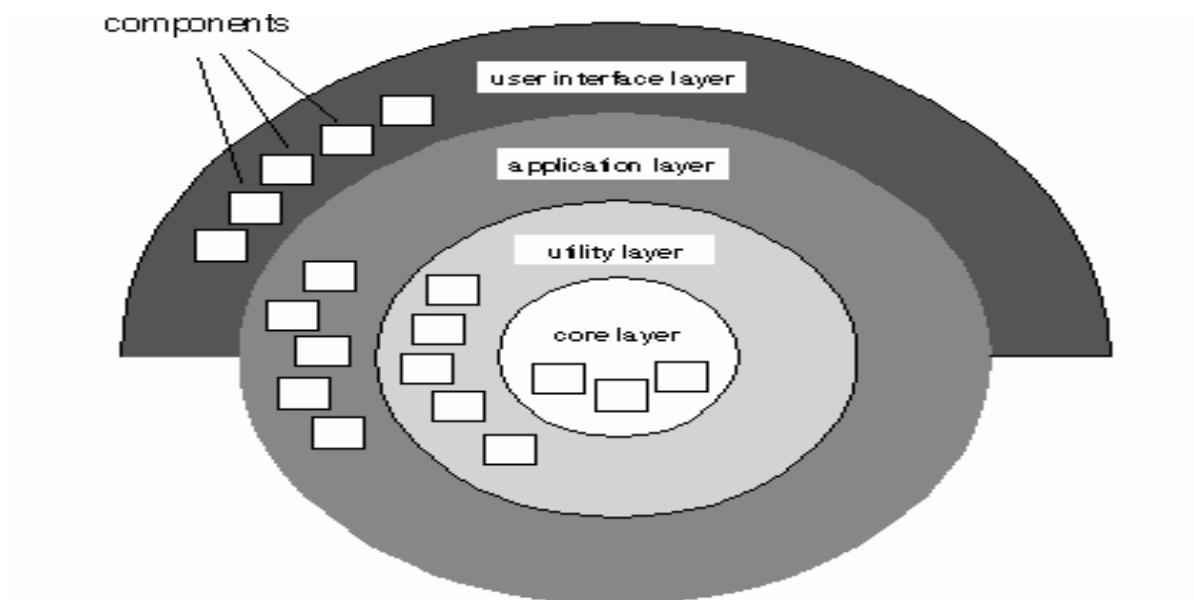 components
user interface layer
application layer
utility layer
core layer